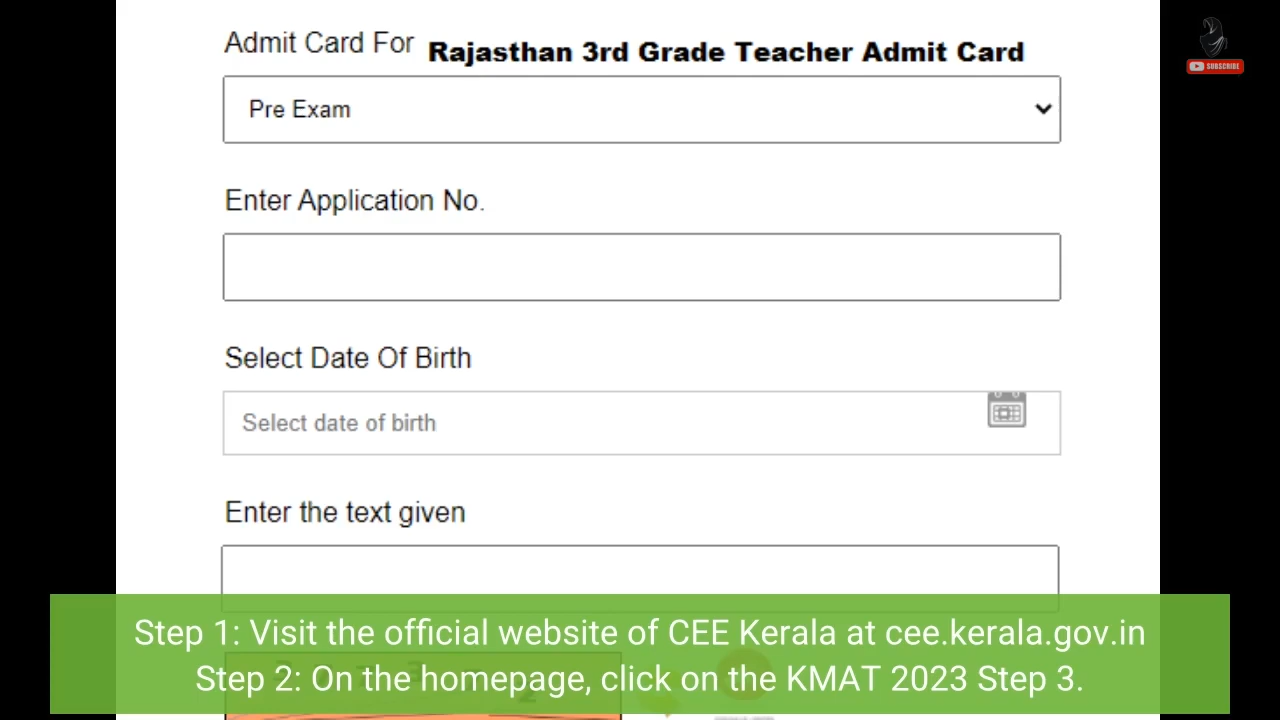 Admit Card For Rajasthan 3rd Grade Teacher Admit Card
SUBSCRIBE
Pre Exam
Enter Application No.
Select Date Of Birth
Select date of birth
Enter the text given
Step 1: Visit the official website of CEE Kerala at cee.kerala.gov.in
Step 2: On the homepage, click on the KMAT 2023 Step 3.